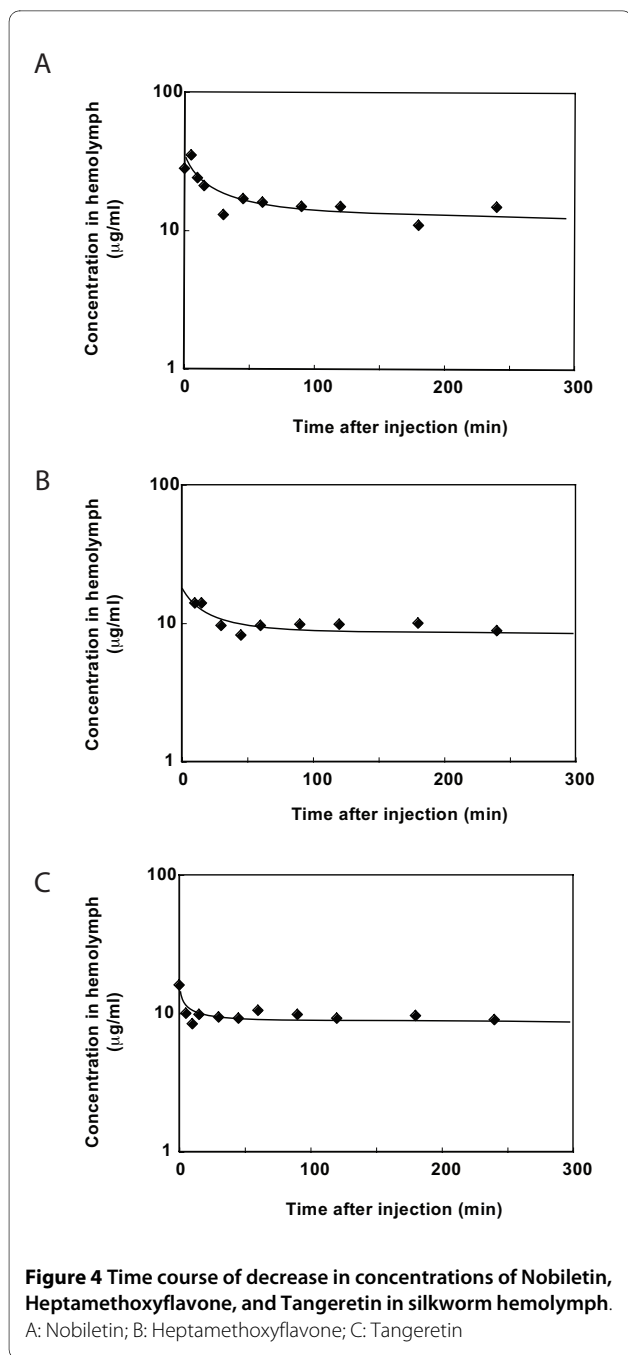 A
Concentration in hemolymph
(μg/ml)
100
10
1
0 100 200 300
Time after injection (min)
B
Concentration in hemolymph
(μg/ml)
100
10
1
0 100 200 300
Time after injection (min)
C
Concentration in hemolymph
(μg/ml)
100
10
1
0 100 200 300
Time after injection (min)
Figure 4 Time course of decrease in concentrations of Nobiletin,
Heptamethoxyflavone, and Tangeretin in silkworm hemolymph.
A: Nobiletin; B: Heptamethoxyflavone; C: Tangeretin